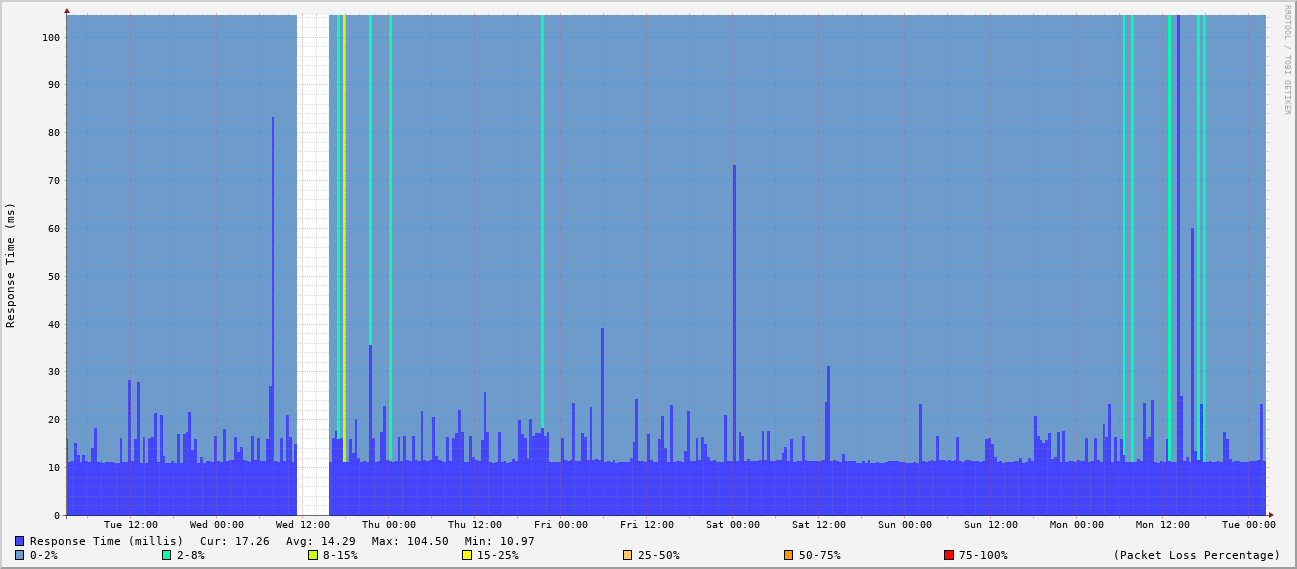 RRDTOOL / TOBI OETIKER
Response Time (ms)
100
90
80
70
60
50
40
30
20
10
0
Tue 12:00 Wed 00:00 Wed 12:00 Thu 00:00 Thu 12:00 Fri 00:00 Fri 12:00 Sat 00:00 Sat 12:00 Sun 00:00 Sun 12:00 Mon 00:00 Mon 12:00 Tue 00:00
Response Time (millis) Cur: 17.26 Avg: 14.29 Max: 104.50 Min: 10.97
0-2% 2-8% 8-15% 15-25% 25-50% 50-75% 75-100% (Packet Loss Percentage)